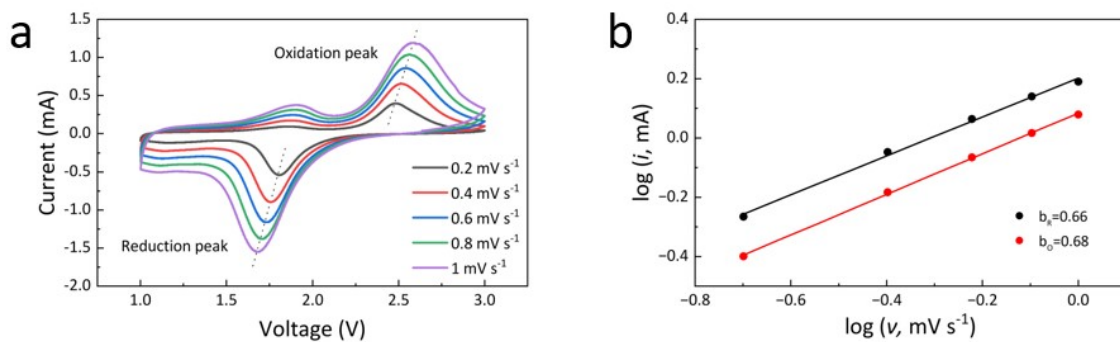 a
Current (mA)
1.5
1.0
0.5
0.0
-0.5
-1.0
-1.5
-2.0
Oxidation peak
Reduction peak
0.2 mV s⁻¹
0.4 mV s⁻¹
0.6 mV s⁻¹
0.8 mV s⁻¹
1 mV s⁻¹
1.0 1.5 2.0 2.5 3.0
Voltage (V)
b
log (i, mA)
0.4
0.2
0.0
−0.2
−0.4
b_R=0.66
b_O=0.68
−0.8 −0.6 −0.4 −0.2 0.0
log (v, mV s⁻¹)